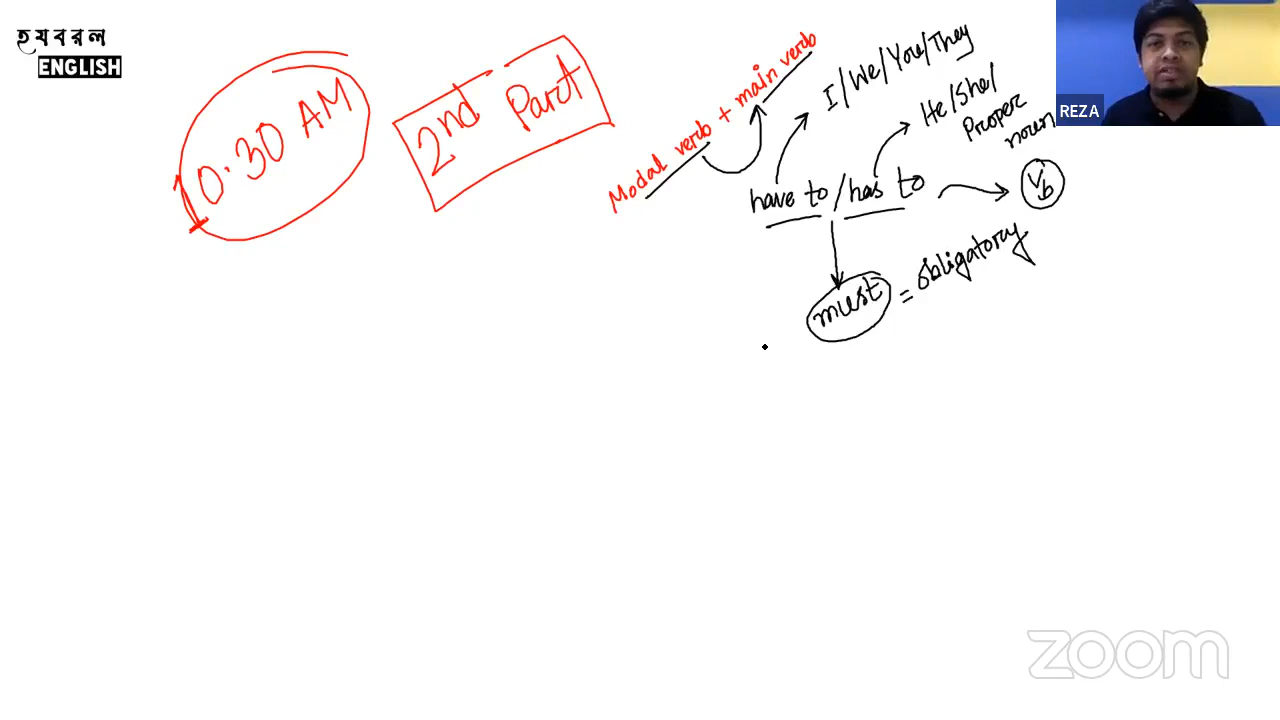 হযবরল
ENGLISH
10.30 AM
2nd Part
Modal verb + main verb
I/We/You/They
He/She/
Proper
noun
have to/has to
Vb
must = obligatory
REZA
zoom